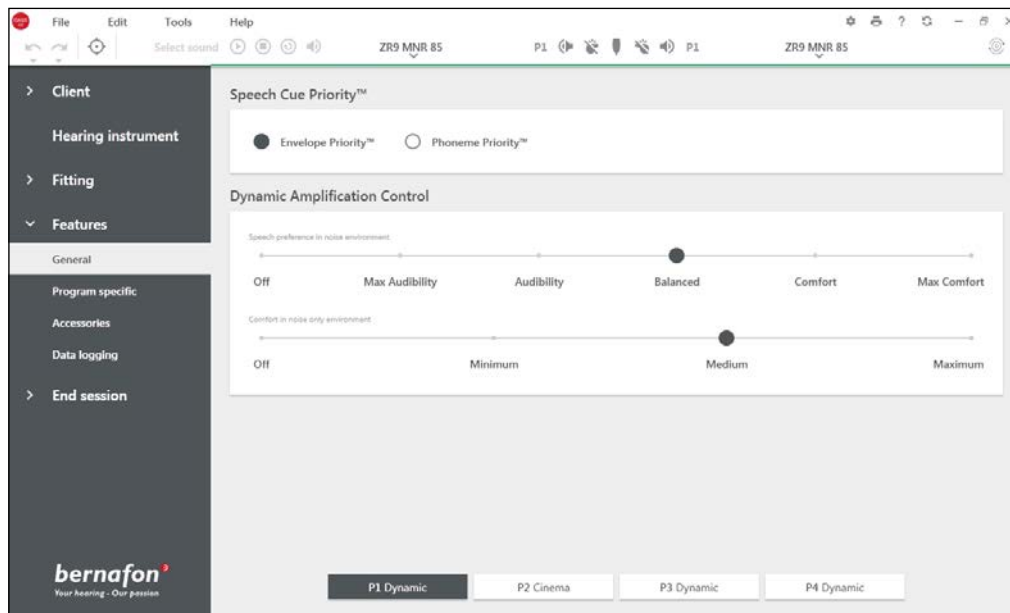 File Edit Tools Help ?
Select sound ZR9 MNR 85 P1 P1 ZR9 MNR 85
Client
Hearing instrument
Fitting
Features
General
Program specific
Accessories
Data logging
End session
bernafon
Your hearing · Our passion
Speech Cue Priority™
Envelope Priority™ Phoneme Priority™
Dynamic Amplification Control
Speech preference in noise environment
Off Max Audibility Audibility Balanced Comfort Max Comfort
Comfort in noise only environment
Off Minimum Medium Maximum
P1 Dynamic P2 Cinema P3 Dynamic P4 Dynamic